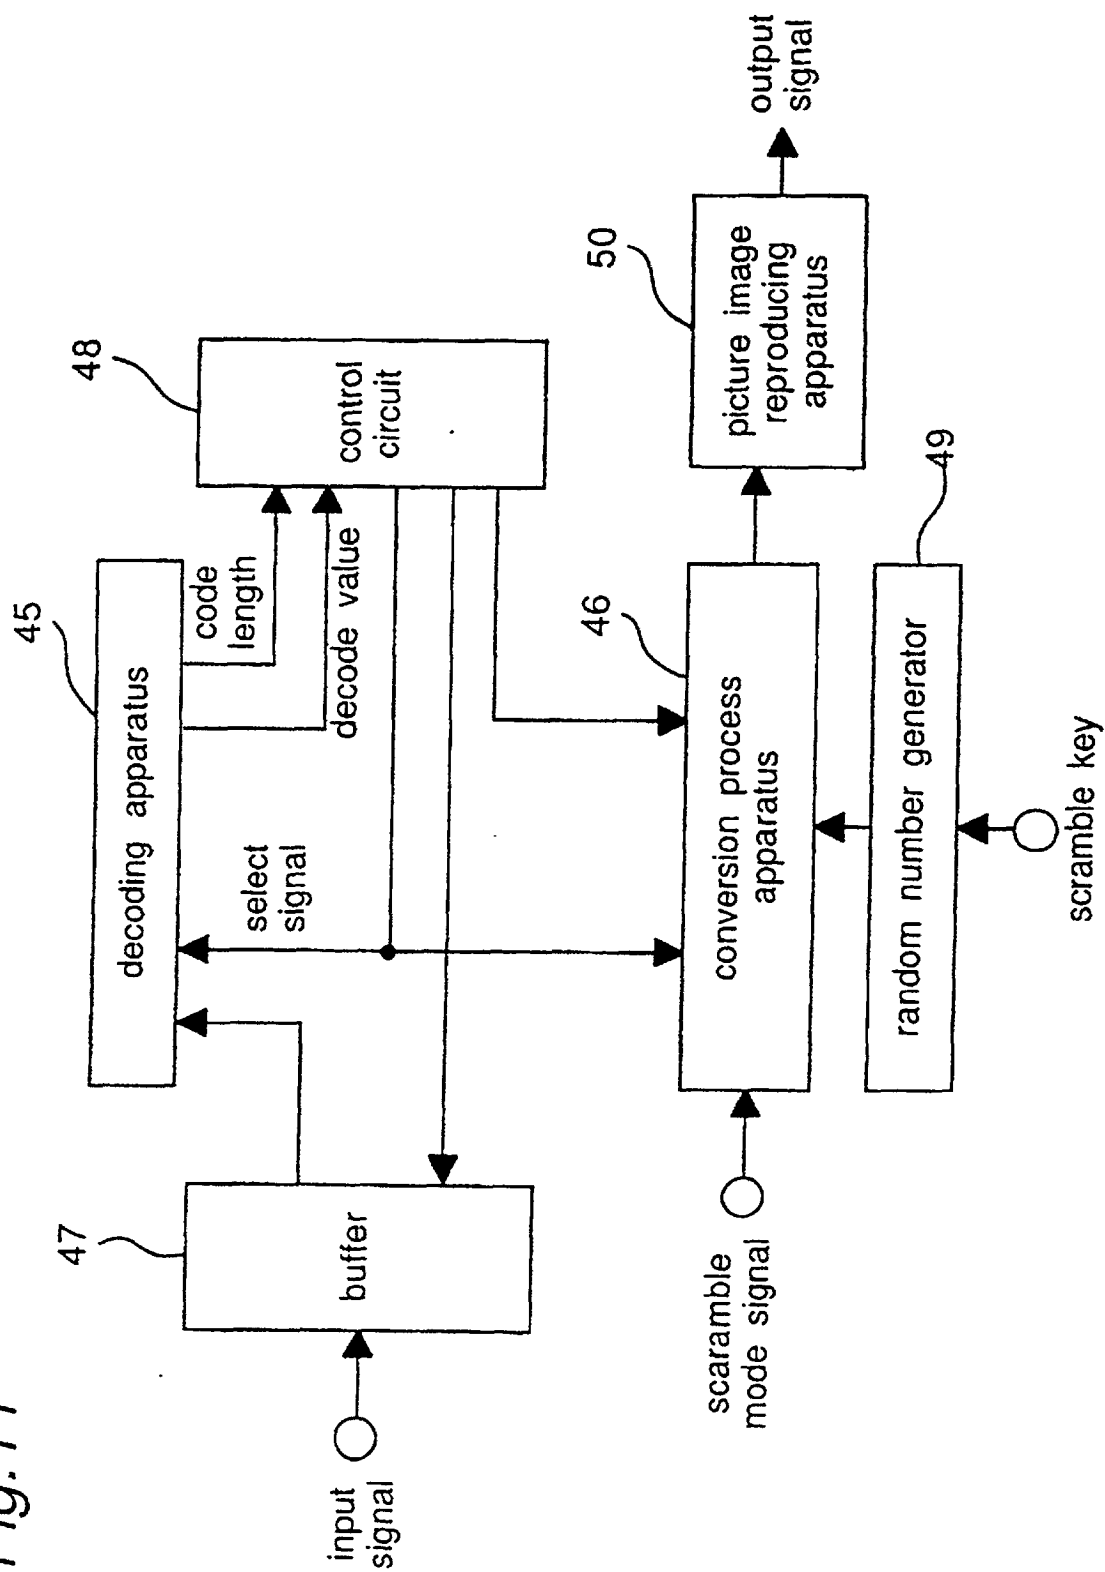 Fig. 11
45
decoding apparatus
code
length
decode value
select
signal
48
control
circuit
47
buffer
input
signal
46
conversion process
apparatus
scaramble
mode signal
49
random number generator
scramble key
50
picture image
reproducing
apparatus
output
signal